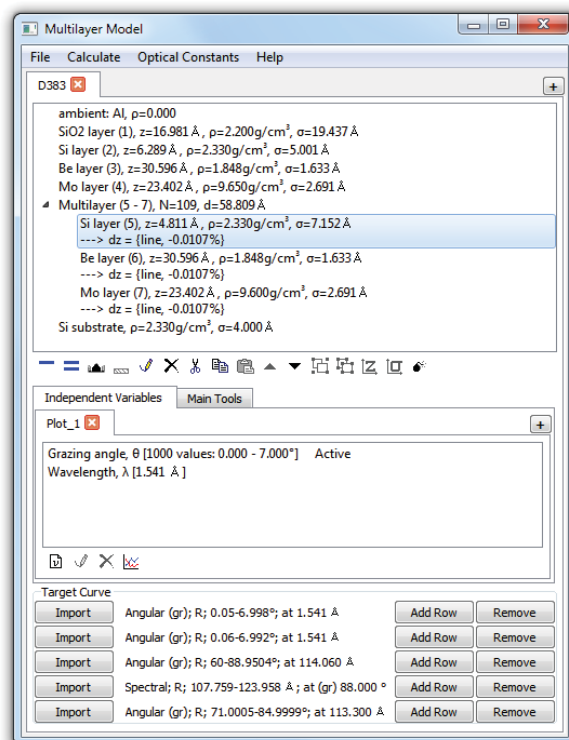 Multilayer Model
File Calculate Optical Constants Help
D383
+
ambient: Al, ρ=0.000
SiO2 layer (1), z=16.981 Å , ρ=2.200g/cm³, σ=19.437 Å
Si layer (2), z=6.289 Å , ρ=2.330g/cm³, σ=5.001 Å
Be layer (3), z=30.596 Å , ρ=1.848g/cm³, σ=1.633 Å
Mo layer (4), z=23.402 Å , ρ=9.650g/cm³, σ=2.691 Å
Multilayer (5 - 7), N=109, d=58.809 Å
Si layer (5), z=4.811 Å , ρ=2.330g/cm³, σ=7.152 Å
---> dz = {line, -0.0107%}
Be layer (6), z=30.596 Å , ρ=1.848g/cm³, σ=1.633 Å
---> dz = {line, -0.0107%}
Mo layer (7), z=23.402 Å , ρ=9.600g/cm³, σ=2.691 Å
---> dz = {line, -0.0107%}
Si substrate, ρ=2.330g/cm³, σ=4.000 Å
Independent Variables Main Tools
Plot_1
+
Grazing angle, θ [1000 values: 0.000 - 7.000°] Active
Wavelength, λ [1.541 Å ]
Target Curve
Import Angular (gr); R; 0.05-6.998°; at 1.541 Å Add Row Remove
Import Angular (gr); R; 0.06-6.992°; at 1.541 Å Add Row Remove
Import Angular (gr); R; 60-88.9504°; at 114.060 Å Add Row Remove
Import Spectral; R; 107.759-123.958 Å ; at (gr) 88.000 ° Add Row Remove
Import Angular (gr); R; 71.0005-84.9999°; at 113.300 Å Add Row Remove